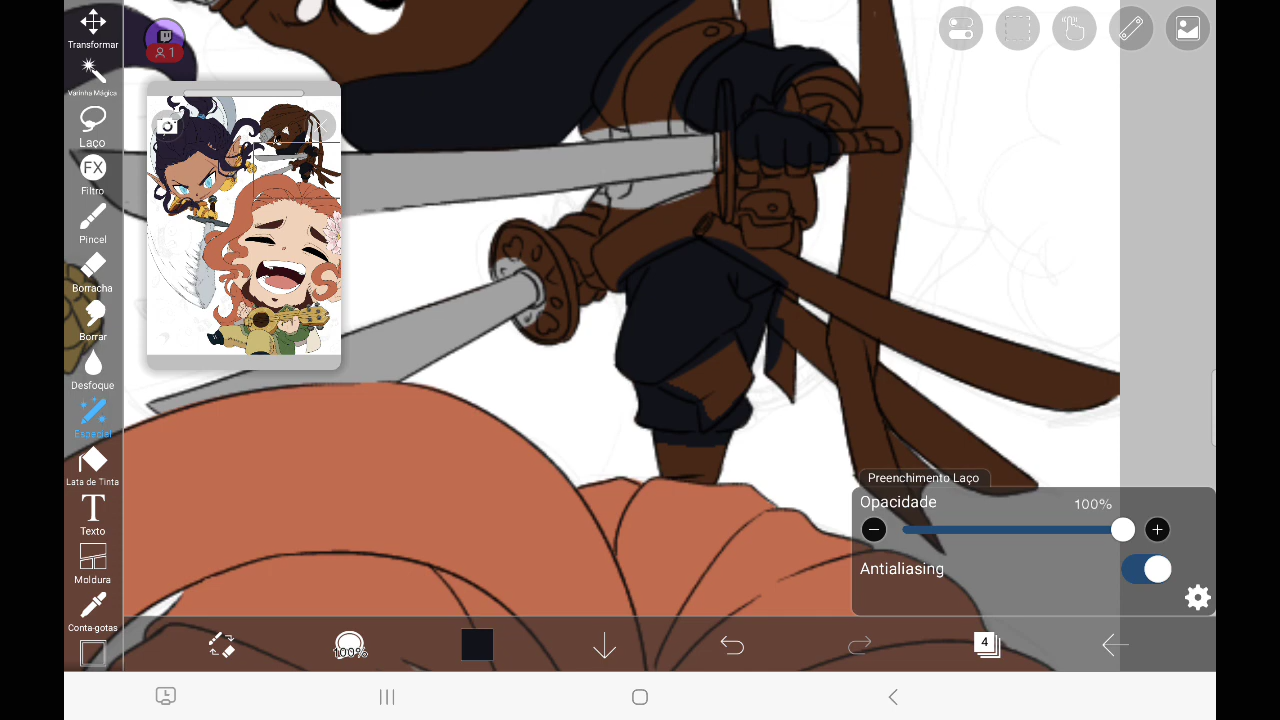 Transformar
1
Varinha Mágica
Laço
FX
Filtro
Pincel
Borracha
Borrar
Desfoque
Especial
Lata de Tinta
T
Texto
Moldura
Conta-gotas
Preenchimento Laço
Opacidade 100%
Antialiasing
100%
4